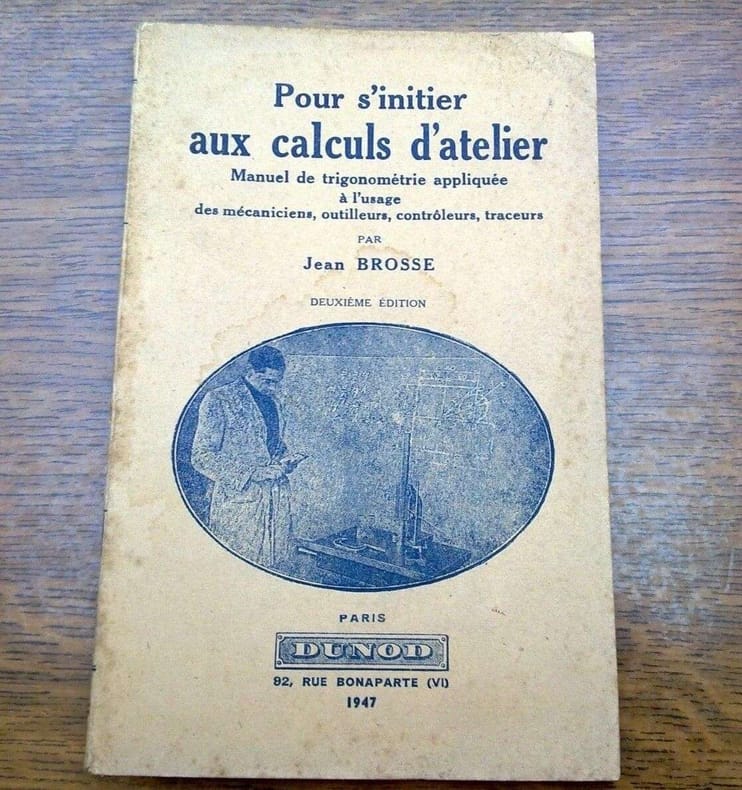 Pour s'initier
aux calculs d'atelier
Manuel de trigonométrie appliquée
à l'usage
des mécaniciens, outilleurs, contrôleurs, traceurs
PAR
Jean BROSSE
DEUXIÈME ÉDITION
PARIS
DUNOD
92, RUE BONAPARTE (VI)
1947